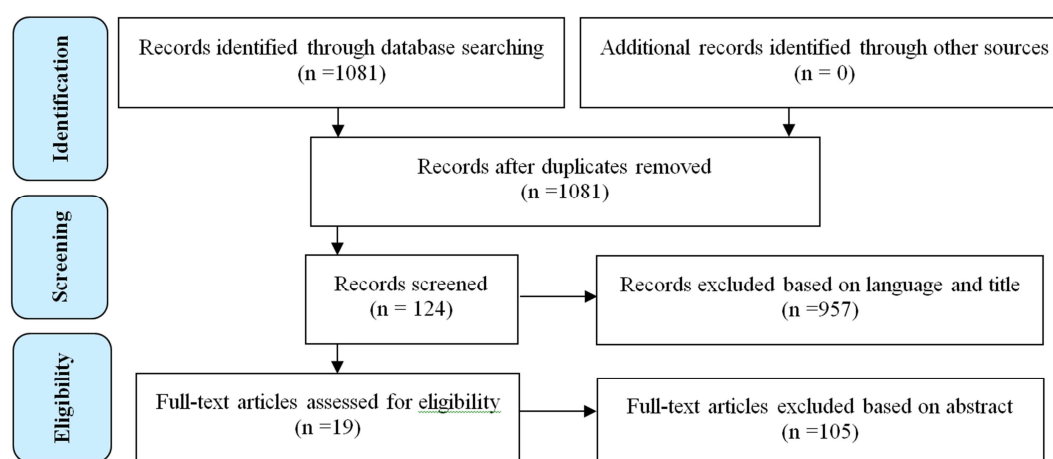 Identification
Records identified through database searching
(n =1081)
Additional records identified through other sources
(n = 0)
Records after duplicates removed
(n =1081)
Screening
Records screened
(n = 124)
Records excluded based on language and title
(n =957)
Eligibility
Full-text articles assessed for eligibility
(n =19)
Full-text articles excluded based on abstract
(n =105)